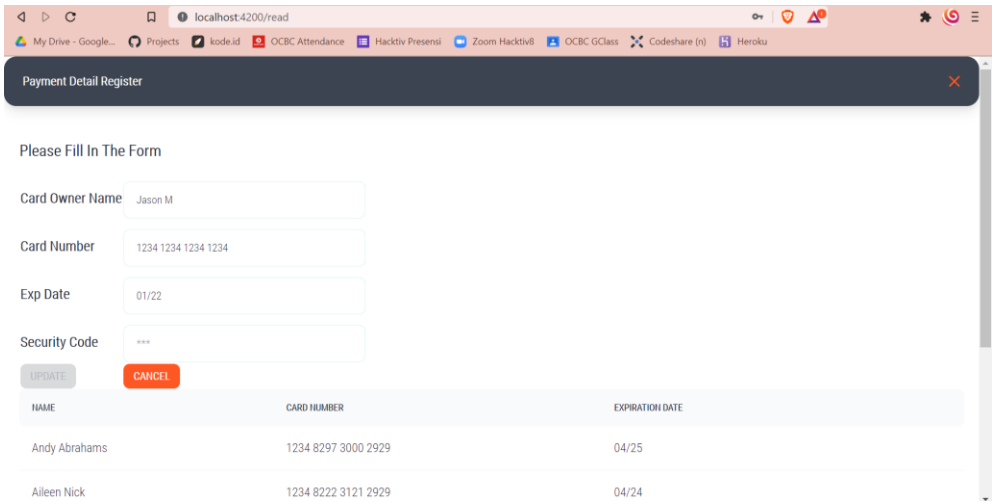 localhost:4200/read
My Drive - Google... Projects kode.id OCBC Attendance Hacktiv Presensi Zoom Hacktiv8 OCBC GClass Codeshare (n) Heroku
Payment Detail Register
Please Fill In The Form
Card Owner Name Jason M
Card Number 1234 1234 1234 1234
Exp Date 01/22
Security Code ***
UPDATE CANCEL
NAME CARD NUMBER EXPIRATION DATE
Andy Abrahams 1234 8297 3000 2929 04/25
Aileen Nick 1234 8222 3121 2929 04/24